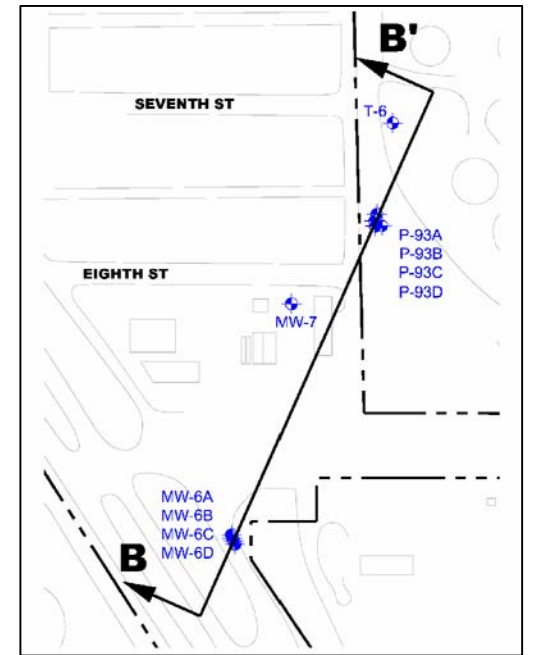 B'
SEVENTH ST
T-6
P-93A
P-93B
P-93C
P-93D
EIGHTH ST
MW-7
MW-6A
MW-6B
MW-6C
MW-6D
B